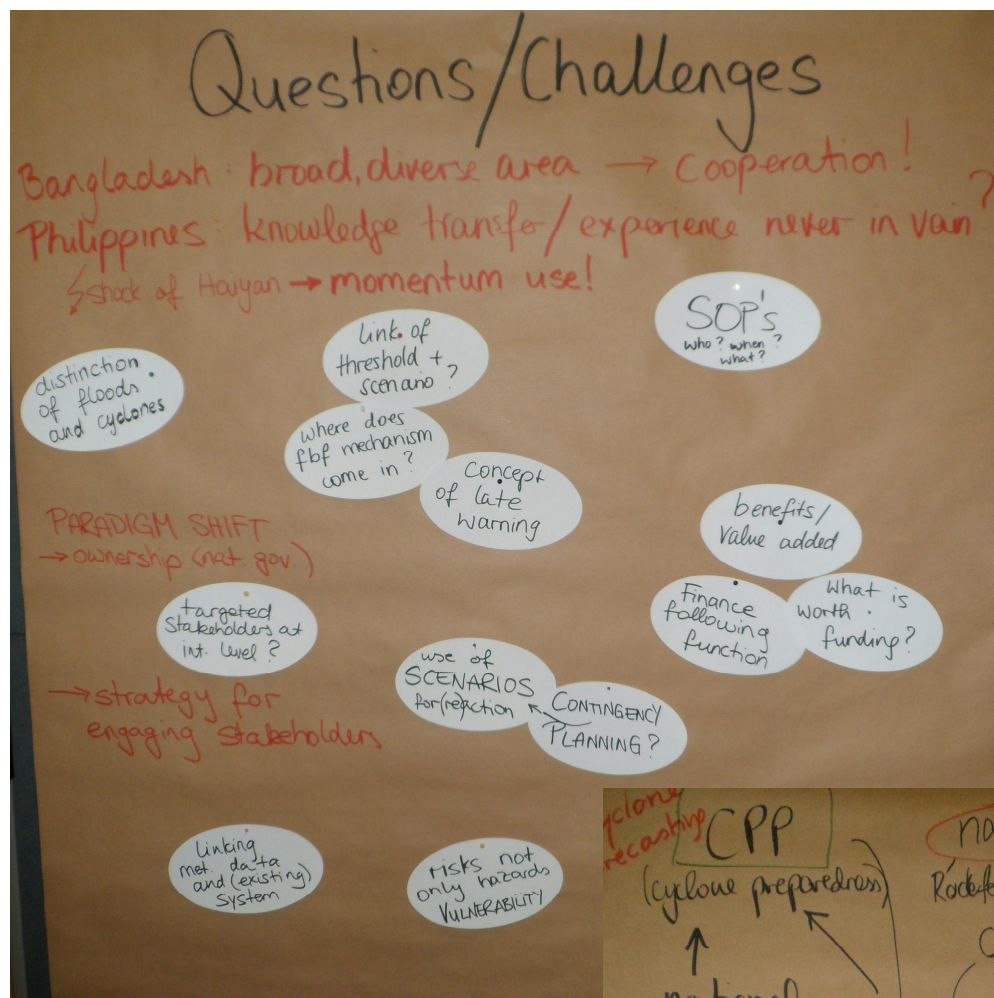 Questions/Challenges
Bangladesh: broad, diverse area → cooperation!
Philippines: knowledge transfer/experience never in vain?
shock of Haiyan → momentum use!
SOP's
who? when?
what?
link of
threshold +
scenario?
distinction
of floods
and cyclones
where does
fbf mechanism
come in?
concept
of late
warning
benefits/
value added
PARADIGM SHIFT
→ ownership (nat. gov.)
targeted
stakeholders at
int. level?
Finance
following
function
What is
worth
funding?
use of
SCENARIOS
for (re)action
CONTINGENCY
PLANNING?
→ strategy for
engaging stakeholders
linking
met. data
and (existing)
system
risks not
only hazards
VULNERABILITY
CPP
(cyclone preparedness)